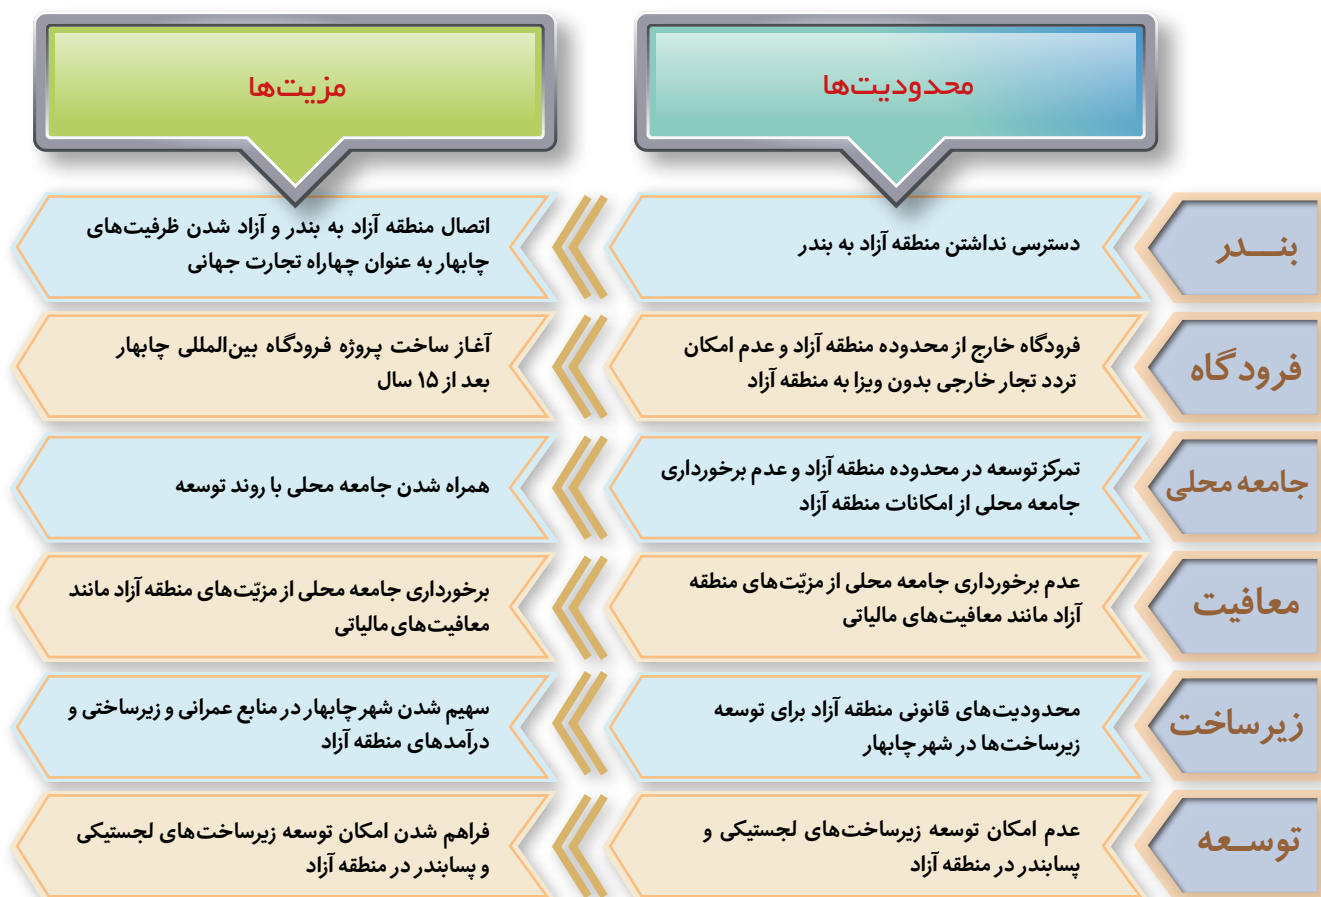 محدودیت‌ها
مزیت‌ها
بنـــدر
دسترسی نداشتن منطقه آزاد به بندر
اتصال منطقه آزاد به بندر و آزاد شدن ظرفیت‌های
چابهار به عنوان چهاراه تجارت جهانی
فرودگاه
فرودگاه خارج از محدوده منطقه آزاد و عدم امکان
تردد تجار خارجی بدون ویزا به منطقه آزاد
آغاز ساخت پروژه فرودگاه بین‌المللی چابهار
بعد از ۱۵ سال
جامعه محلی
تمرکز توسعه در محدوده منطقه آزاد و عدم برخورداری
جامعه محلی از امکانات منطقه آزاد
همراه شدن جامعه محلی با روند توسعه
معافیت
عدم برخورداری جامعه محلی از مزیّت‌های منطقه
آزاد مانند معافیت‌های مالیاتی
برخورداری جامعه محلی از مزیّت‌های منطقه آزاد مانند
معافیت‌های مالیاتی
زیرساخت
محدودیت‌های قانونی منطقه آزاد برای توسعه
زیرساخت‌ها در شهر چابهار
سهیم شدن شهر چابهار در منابع عمرانی و زیرساختی و
درآمدهای منطقه آزاد
توســعه
عدم امکان توسعه زیرساخت‌های لجستیکی و
پسابندر در منطقه آزاد
فراهم شدن امکان توسعه زیرساخت‌های لجستیکی
و پسابندر در منطقه آزاد